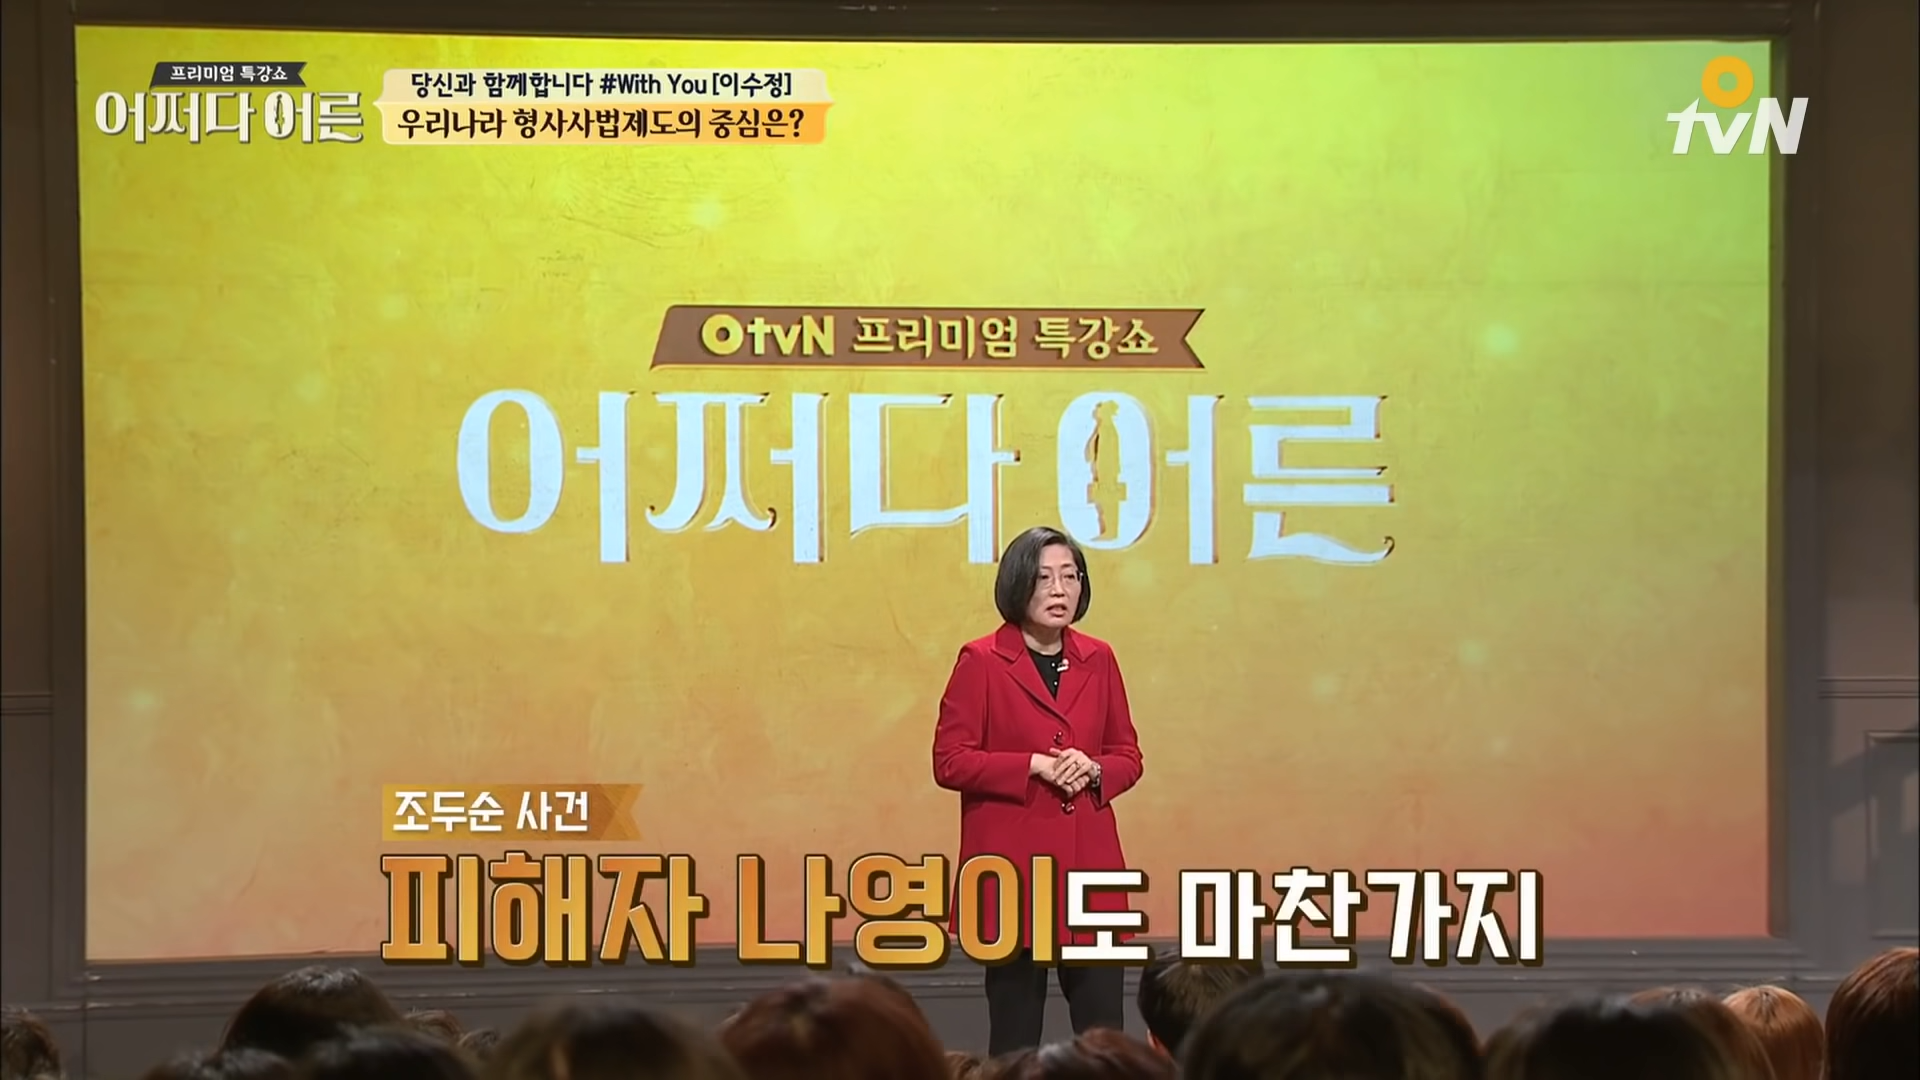 프리미엄 특강쇼
어쩌다 어른
당신과 함께합니다 #With You [이수정]
우리나라 형사사법제도의 중심은?
OtvN
OtvN 프리미엄 특강쇼
어쩌다 어른
조두순 사건
피해자 나영이도 마찬가지